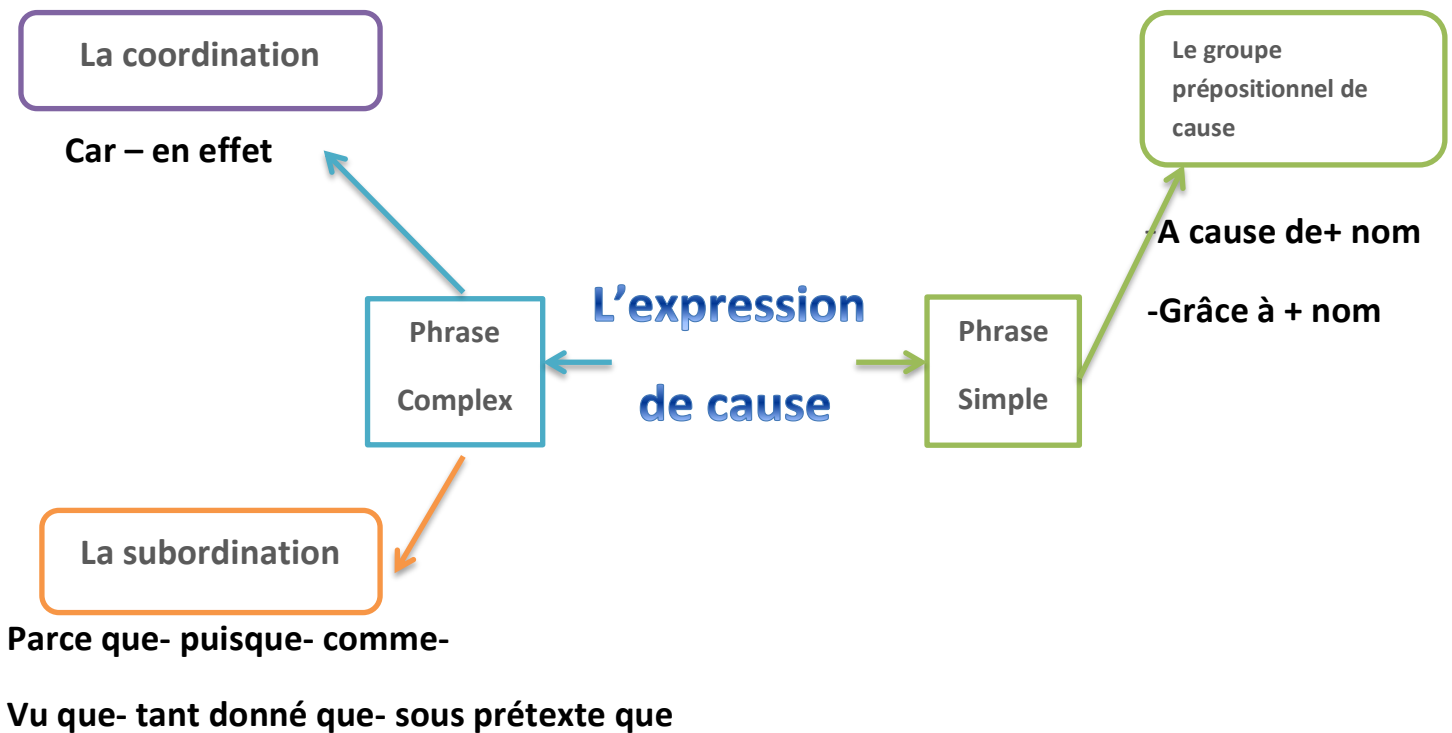 La coordination
Car – en effet
Le groupe
prépositionnel de
cause
-A cause de+ nom
-Grâce à + nom
L'expression
de cause
Phrase
Complex
Phrase
Simple
La subordination
Parce que- puisque- comme-
Vu que- tant donné que- sous prétexte que